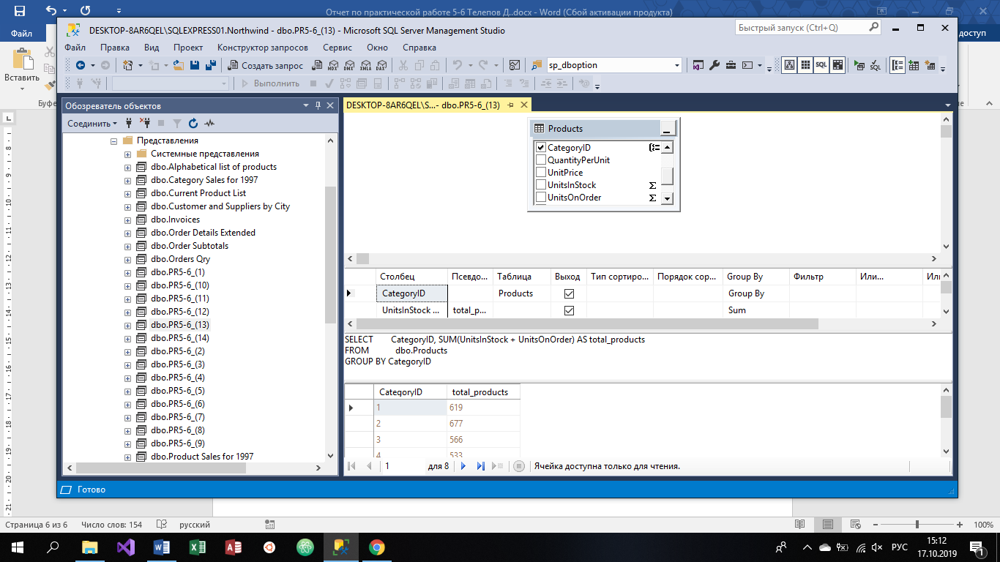 Отчет по практической работе 5-6 Телепов Д..docx - Word (Сбой активации продукта)
Файл
доступ
Вставить
Буфе
DESKTOP-8AR6QEL\SQLEXPRESS01.Northwind - dbo.PR5-6_(13) - Microsoft SQL Server Management Studio
Быстрый запуск (Ctrl+Q)
Файл Правка Вид Проект Конструктор запросов Сервис Окно Справка
Создать запрос MDX DMX XMLA DAX sp_dboption SQL SQL
Выполнить
Обозреватель объектов
Соединить
Представления
Системные представления
dbo.Alphabetical list of products
dbo.Category Sales for 1997
dbo.Current Product List
dbo.Customer and Suppliers by City
dbo.Invoices
dbo.Order Details Extended
dbo.Order Subtotals
dbo.Orders Qry
dbo.PR5-6_(1)
dbo.PR5-6_(10)
dbo.PR5-6_(11)
dbo.PR5-6_(12)
dbo.PR5-6_(13)
dbo.PR5-6_(14)
dbo.PR5-6_(2)
dbo.PR5-6_(3)
dbo.PR5-6_(4)
dbo.PR5-6_(5)
dbo.PR5-6_(6)
dbo.PR5-6_(7)
dbo.PR5-6_(8)
dbo.PR5-6_(9)
dbo.Product Sales for 1997
DESKTOP-8AR6QEL\S...- dbo.PR5-6_(13)
Products
CategoryID
QuantityPerUnit
UnitPrice
UnitsInStock Σ
UnitsOnOrder Σ
Столбец Псевдо... Таблица Выход Тип сортиро... Порядок сор... Group By Фильтр Или... Или
CategoryID Products Group By
UnitsInStock ... total_p... Sum
SELECT CategoryID, SUM(UnitsInStock + UnitsOnOrder) AS total_products
FROM dbo.Products
GROUP BY CategoryID
CategoryID total_products
1 619
2 677
3 566
4 533
1 для 8 Ячейка доступна только для чтения.
Готово
Страница 6 из 6 Число слов: 154 русский 100%
РУС
15:12
17.10.2019
1